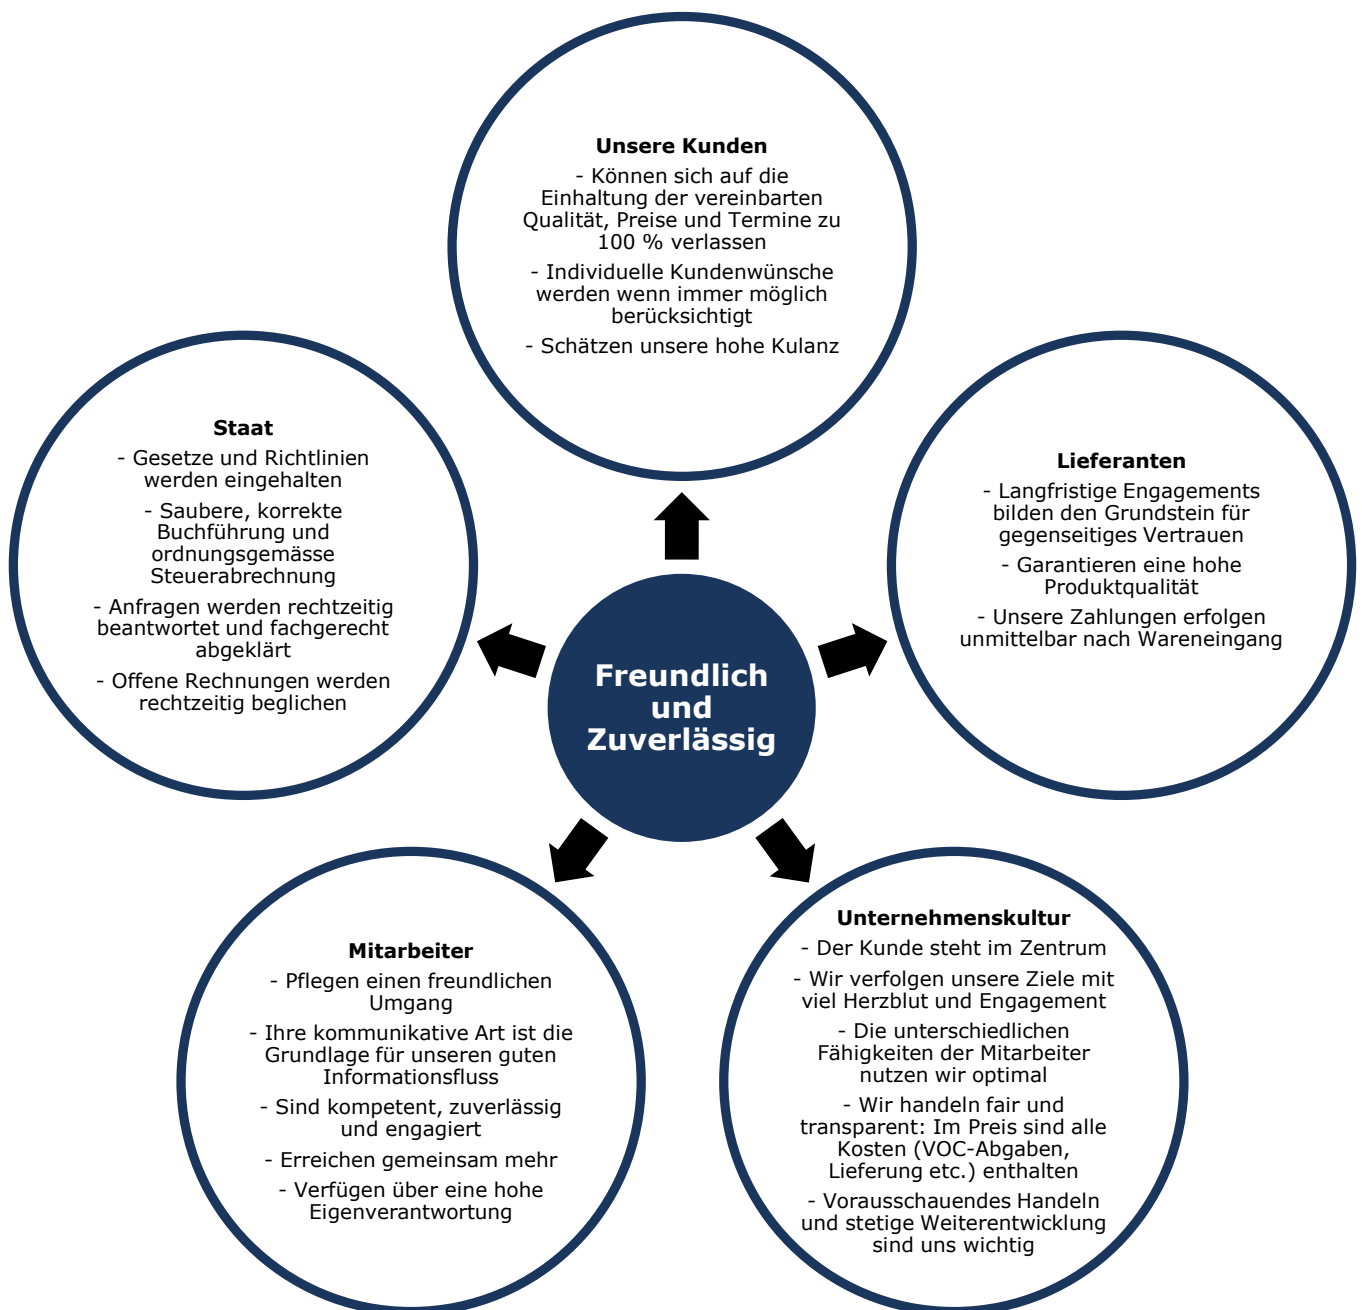 Unsere Kunden
- Können sich auf die
Einhaltung der vereinbarten
Qualität, Preise und Termine zu
100 % verlassen
- Individuelle Kundenwünsche
werden wenn immer möglich
berücksichtigt
- Schätzen unsere hohe Kulanz
Staat
- Gesetze und Richtlinien
werden eingehalten
- Saubere, korrekte
Buchführung und
ordnungsgemässe
Steuerabrechnung
- Anfragen werden rechtzeitig
beantwortet und fachgerecht
abgeklärt
- Offene Rechnungen werden
rechtzeitig beglichen
Lieferanten
- Langfristige Engagements
bilden den Grundstein für
gegenseitiges Vertrauen
- Garantieren eine hohe
Produktqualität
- Unsere Zahlungen erfolgen
unmittelbar nach Wareneingang
Freundlich
und
Zuverlässig
Mitarbeiter
- Pflegen einen freundlichen
Umgang
- Ihre kommunikative Art ist die
Grundlage für unseren guten
Informationsfluss
- Sind kompetent, zuverlässig
und engagiert
- Erreichen gemeinsam mehr
- Verfügen über eine hohe
Eigenverantwortung
Unternehmenskultur
- Der Kunde steht im Zentrum
- Wir verfolgen unsere Ziele mit
viel Herzblut und Engagement
- Die unterschiedlichen
Fähigkeiten der Mitarbeiter
nutzen wir optimal
- Wir handeln fair und
transparent: Im Preis sind alle
Kosten (VOC-Abgaben,
Lieferung etc.) enthalten
- Vorausschauendes Handeln
und stetige Weiterentwicklung
sind uns wichtig